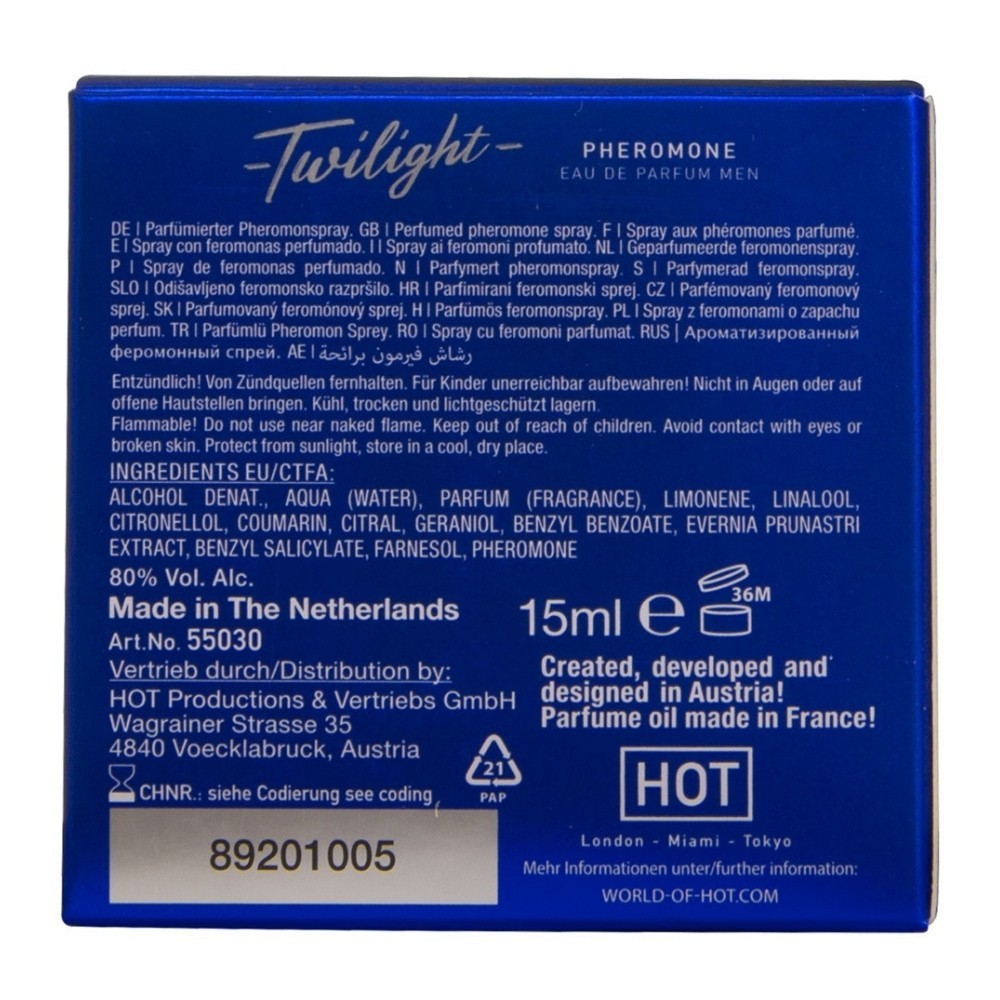 -Twilight-
PHEROMONE
EAU DE PARFUM MEN
DE | Parfümierter Pheromonspray. GB | Perfumed pheromone spray. F | Spray aux phéromones parfumé.
E | Spray con feromonas perfumado. I | Spray ai feromoni profumato. NL | Geparfumeerde feromonenspray.
P | Spray de feromonas perfumado. N | Parfymert pheromonspray. S | Parfymerad feromonspray.
SLO | Odišavljeno feromonsko razpršilo. HR | Parfimirani feromonski sprej. CZ | Parfémovaný feromonový
sprej. SK | Parfumovaný feromónový sprej. H | Parfümös feromonspray. PL | Spray z feromonami o zapachu
perfum. TR | Parfümlü Pheromon Sprey. RO | Spray cu feromoni parfumat. RUS | Ароматизированный
феромонный спрей. AE | رشاش فيرمون برائحة
Entzündlich! Von Zündquellen fernhalten. Für Kinder unerreichbar aufbewahren! Nicht in Augen oder auf
offene Hautstellen bringen. Kühl, trocken und lichtgeschützt lagern.
Flammable! Do not use near naked flame. Keep out of reach of children. Avoid contact with eyes or
broken skin. Protect from sunlight, store in a cool, dry place.
INGREDIENTS EU/CTFA:
ALCOHOL DENAT., AQUA (WATER), PARFUM (FRAGRANCE), LIMONENE, LINALOOL,
CITRONELLOL, COUMARIN, CITRAL, GERANIOL, BENZYL BENZOATE, EVERNIA PRUNASTRI
EXTRACT, BENZYL SALICYLATE, FARNESOL, PHEROMONE
80% Vol. Alc.
Made in The Netherlands
Art.No. 55030
Vertrieb durch/Distribution by:
HOT Productions & Vertriebs GmbH
Wagrainer Strasse 35
4840 Voecklabruck, Austria
CHNR.: siehe Codierung see coding
89201005
15ml e
36M
Created, developed and
designed in Austria!
Parfume oil made in France!
21
PAP
HOT
London - Miami - Tokyo
Mehr Informationen unter/further information:
WORLD-OF-HOT.COM